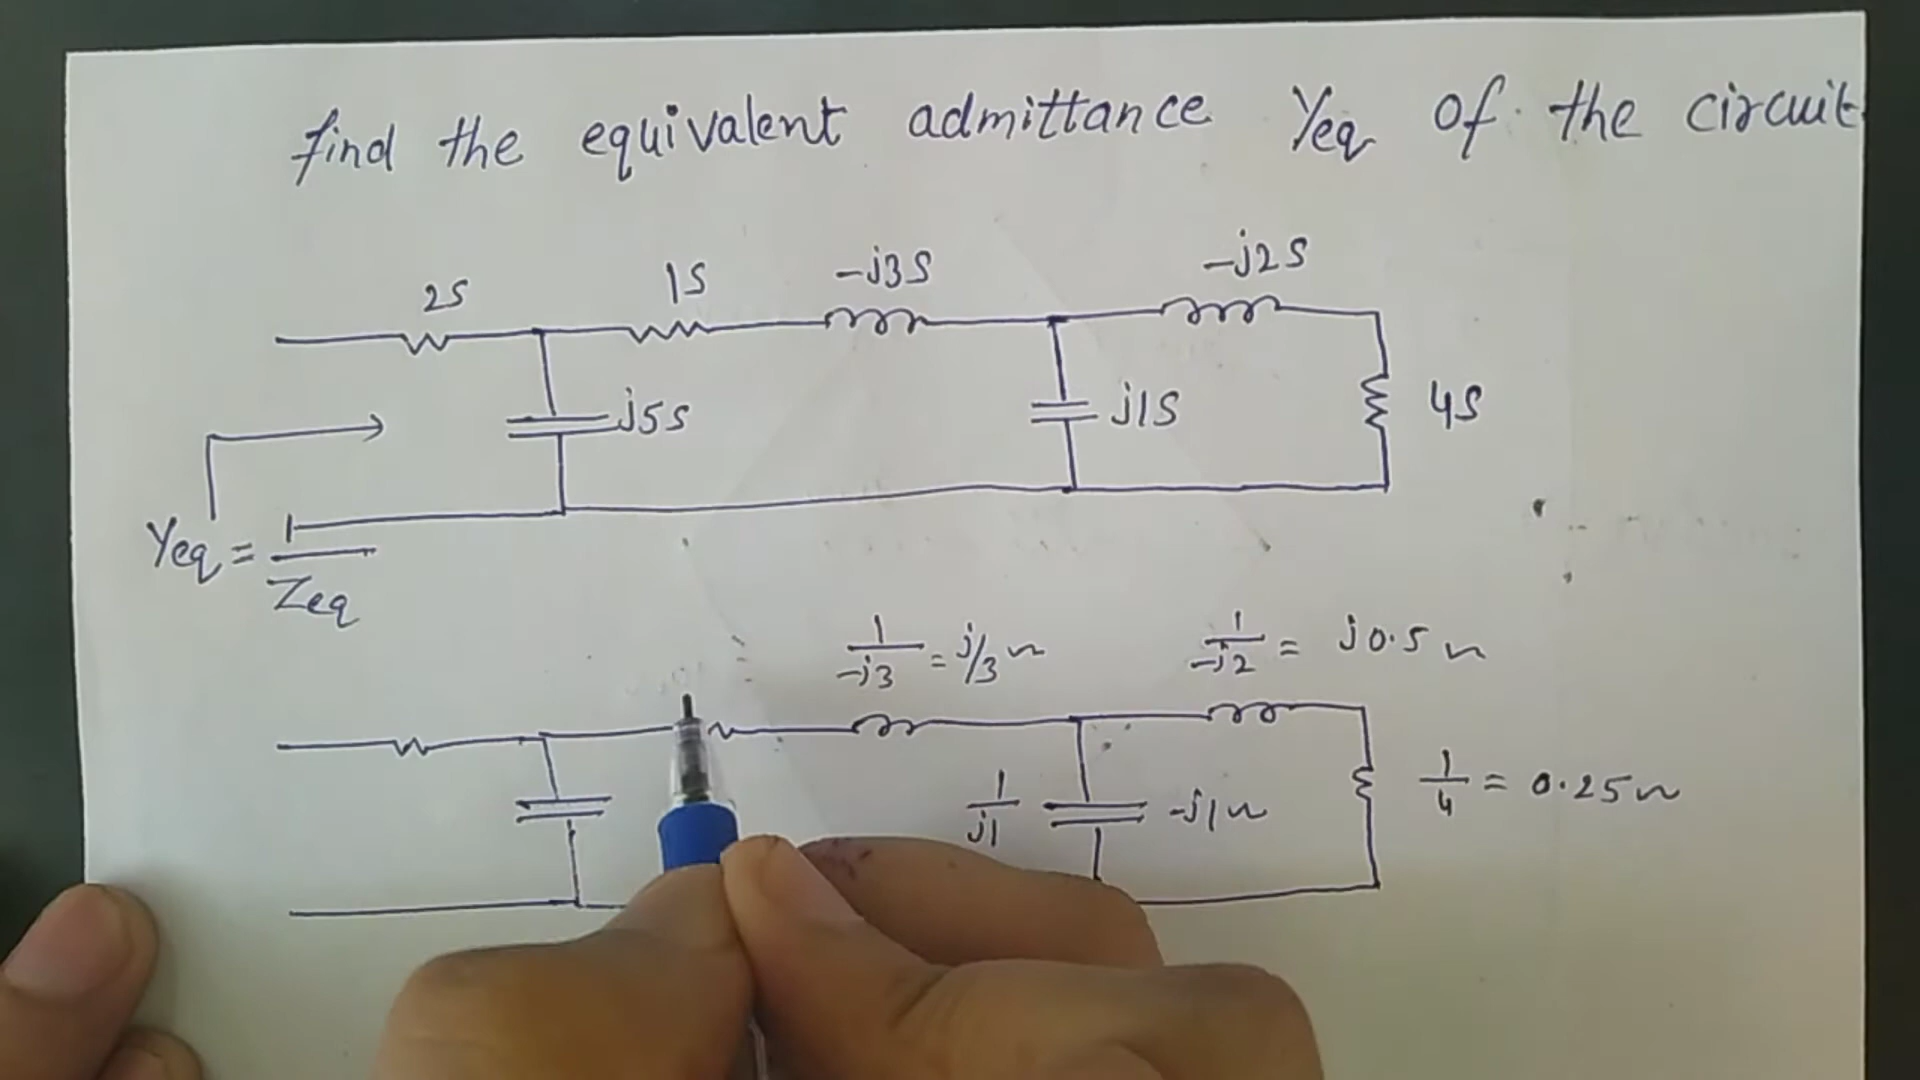 find the equivalent admittance Yeq of the circuit
2S 1S -j3S -j2S
j5S j1S 4S
Yeq = 1/Zeq
1/-j3 = j/3 Ω 1/-j2 = j0.5 Ω
1/j1 -j1 Ω 1/4 = 0.25 Ω